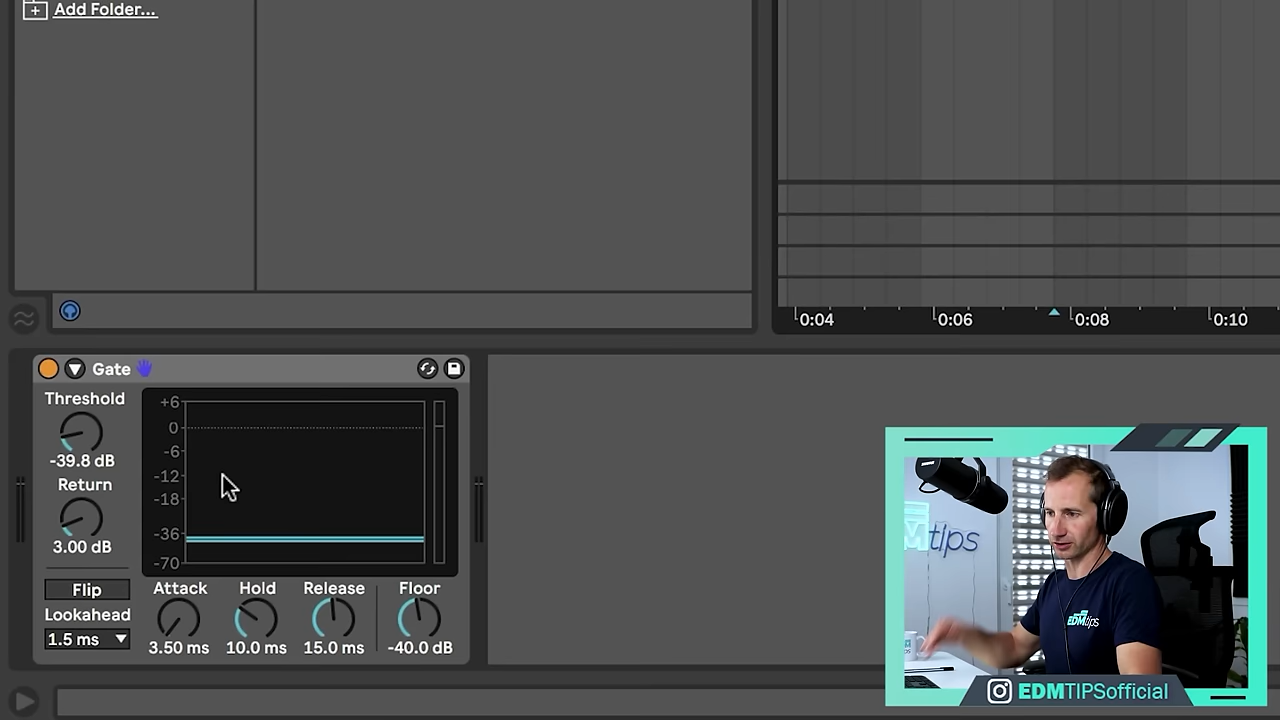 Add Folder...
0:04
0:06
0:08
0:10
Gate
Threshold
-39.8 dB
Return
3.00 dB
Flip
Lookahead
1.5 ms
+6
0
-6
-12
-18
-36
-70
Attack
Hold
Release
Floor
3.50 ms
10.0 ms
15.0 ms
-40.0 dB
tips
EDMtips
EDMTIPSofficial